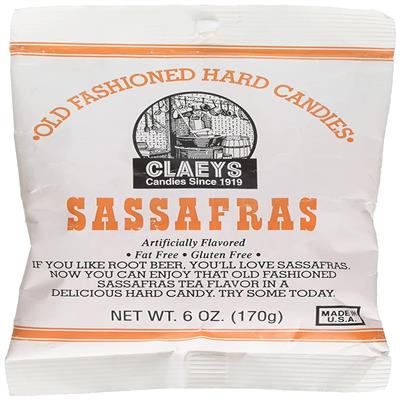 •OLD FASHIONED HARD CANDIES•
CLAEYS
Candies Since 1919
SASSAFRAS
Artificially Flavored
• Fat Free • Gluten Free •
IF YOU LIKE ROOT BEER, YOU'LL LOVE SASSAFRAS.
NOW YOU CAN ENJOY THAT OLD FASHIONED
SASSAFRAS TEA FLAVOR IN A
DELICIOUS HARD CANDY. TRY SOME TODAY.
NET WT. 6 OZ. (170g)
MADE IN
U.S.A.